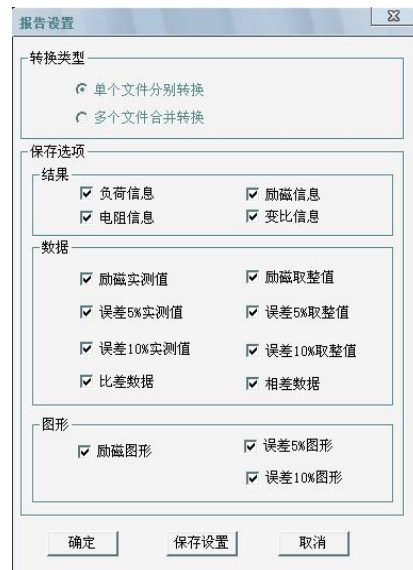 报告设置
转换类型
单个文件分别转换
多个文件合并转换
保存选项
结果
负荷信息 励磁信息
电阻信息 变比信息
数据
励磁实测值 励磁取整值
误差5%实测值 误差5%取整值
误差10%实测值 误差10%取整值
比差数据 相差数据
图形
励磁图形 误差5%图形
误差10%图形
确定 保存设置 取消